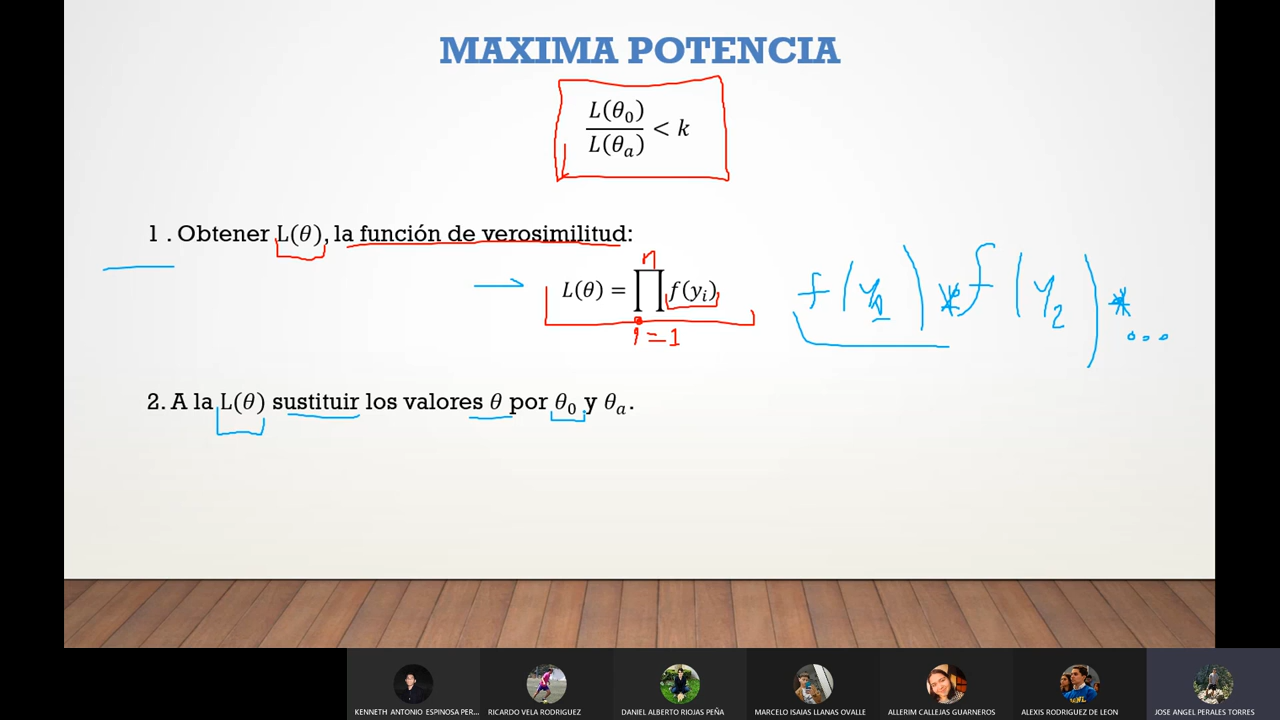 MAXIMA POTENCIA
L(θ₀)/L(θₐ) < k
1 . Obtener L(θ), la función de verosimilitud:
n
L(θ) = ∏ f(yᵢ)
i = 1
f(y₁) * f(y₂) * ...
2. A la L(θ) sustituir los valores θ por θ₀ y θₐ.
KENNETH ANTONIO ESPINOSA PER...
RICARDO VELA RODRIGUEZ
DANIEL ALBERTO RIOJAS PEÑA
MARCELO ISAIAS LLANAS OVALLE
ALLERIM CALLEJAS GUARNEROS
ALEXIS RODRIGUEZ DE LEON
JOSE ANGEL PERALES TORRES